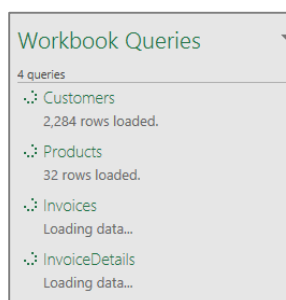 Workbook Queries
4 queries
Customers
2,284 rows loaded.
Products
32 rows loaded.
Invoices
Loading data...
InvoiceDetails
Loading data...